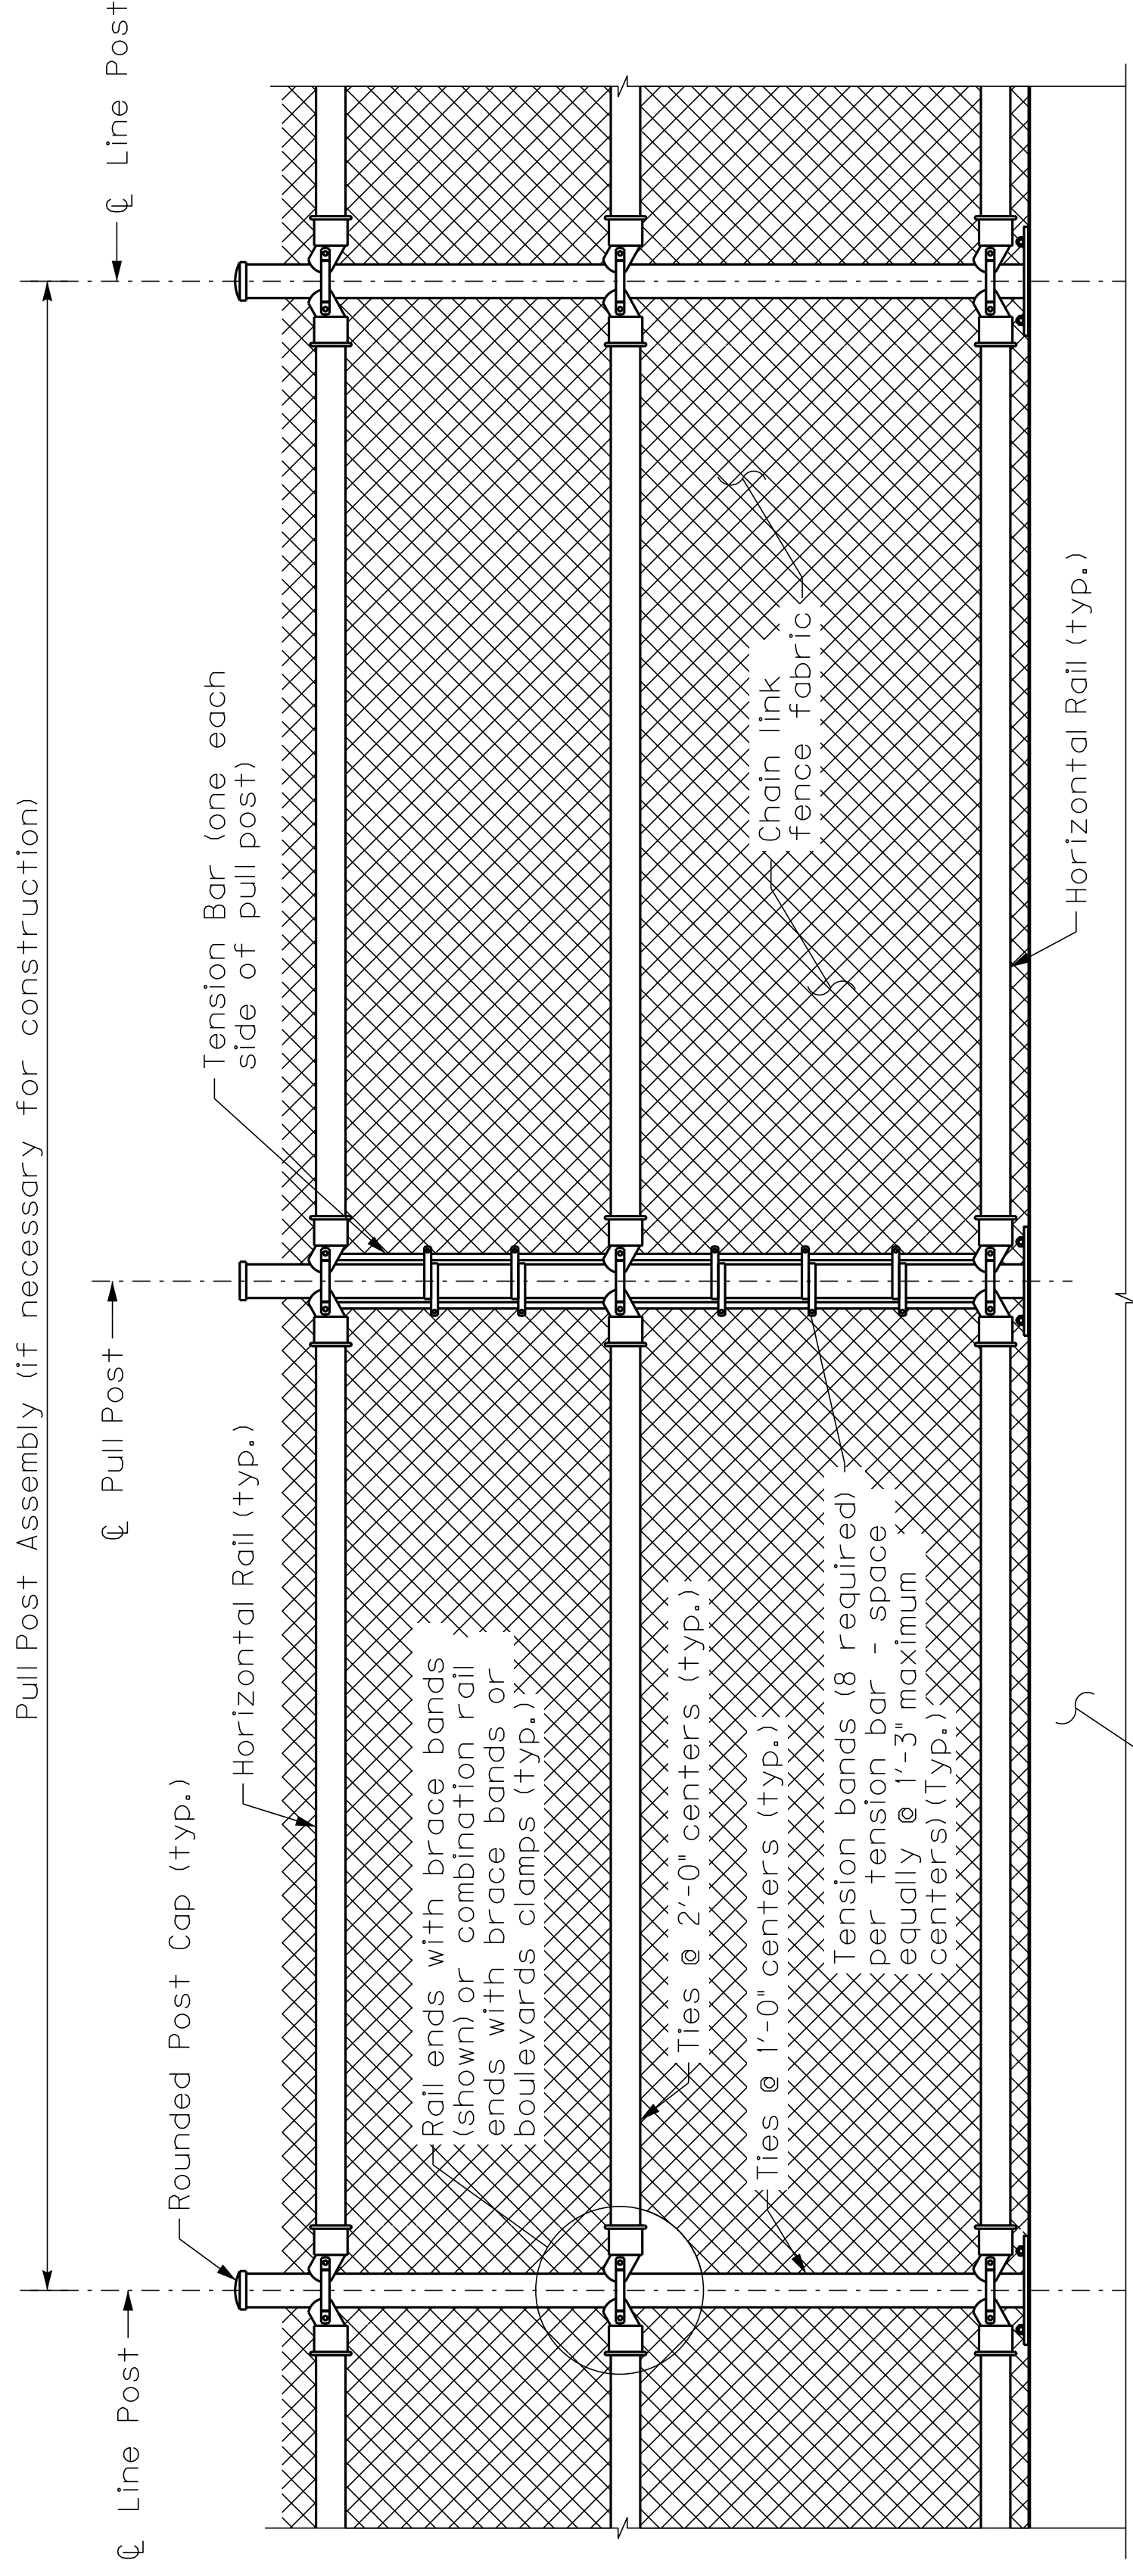 Pull Post Assembly (if necessary for construction)
℄ Line Post
℄ Pull Post
℄ Line Post
Rounded Post Cap (typ.)
Horizontal Rail (typ.)
Tension Bar (one each
side of pull post)
Rail ends with brace bands
(shown) or combination rail
ends with brace bands or
boulevards clamps (typ.)
Ties @ 2'-0" centers (typ.)
Ties @ 1'-0" centers (typ.)
Tension bands (8 required)
per tension bar - space
equally @ 1'-3" maximum
centers) (Typ.)
Chain link
fence fabric
Horizontal Rail (typ.)